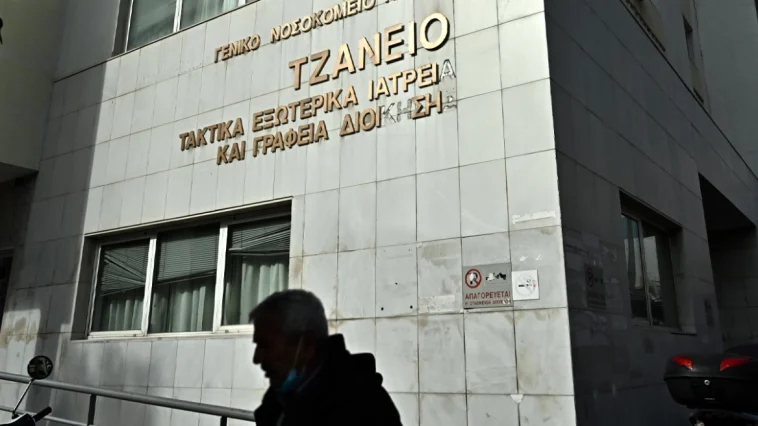 ΓΕΝΙΚΟ ΝΟΣΟΚΟΜΕΙΟ
ΤΖΑΝΕΙΟ
ΤΑΚΤΙΚΑ ΕΞΩΤΕΡΙΚΑ ΙΑΤΡΕΙΑ
ΚΑΙ ΓΡΑΦΕΙΑ ΔΙΟΙΚΗΣΗΣ
ΑΠΑΓΟΡΕΥΕΤΑΙ